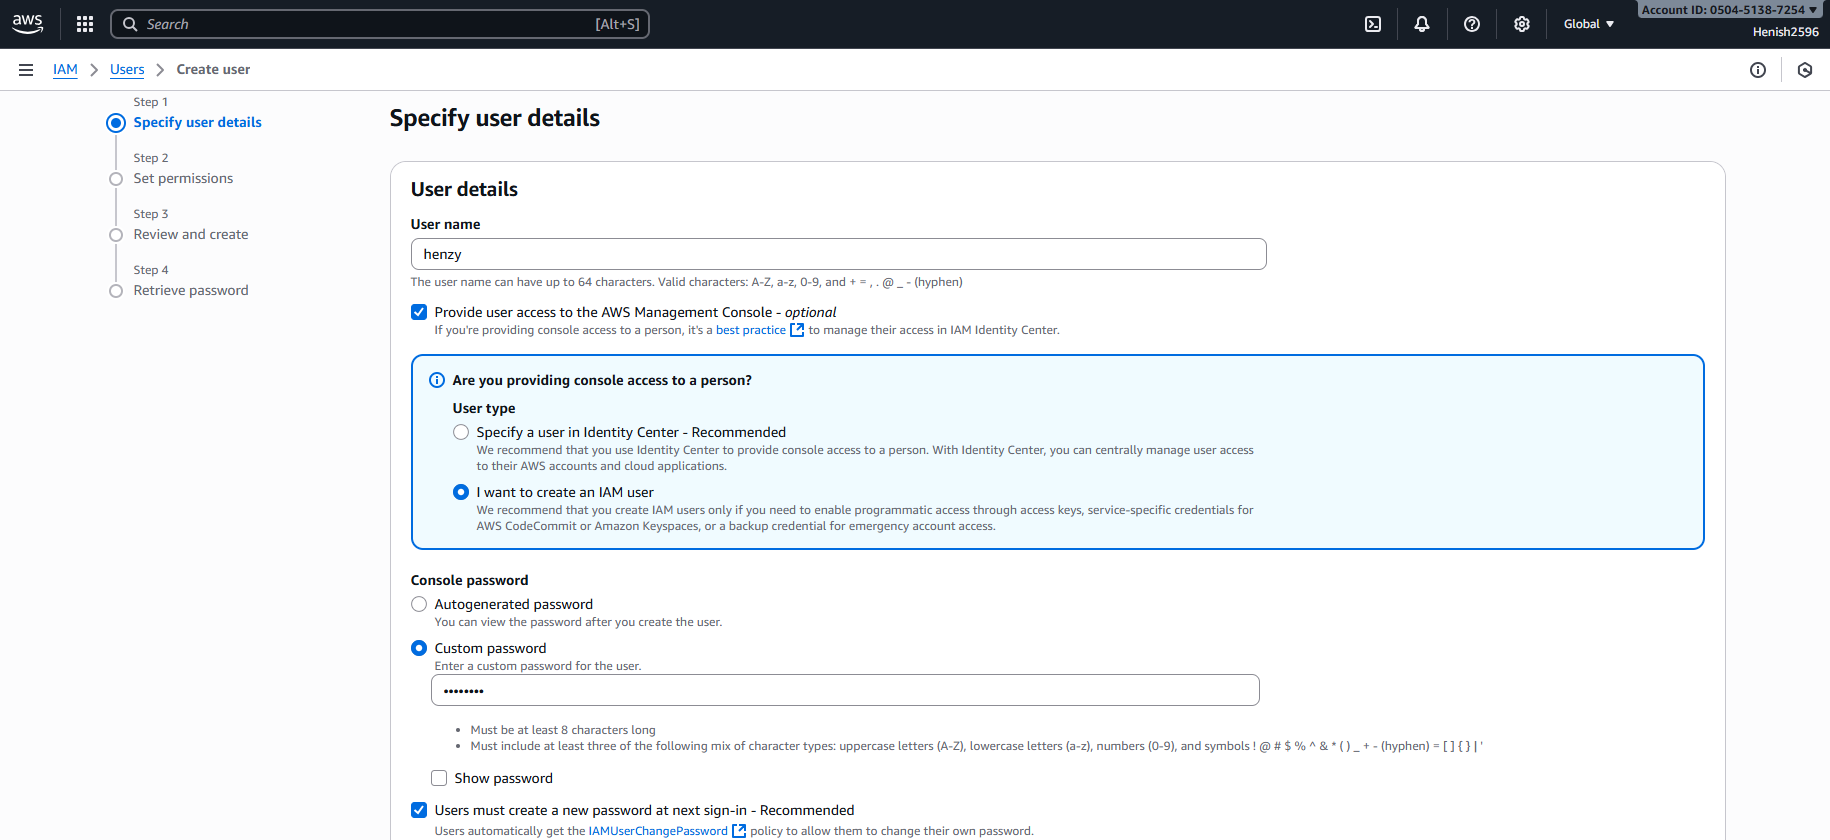 aws
Search
[Alt+S]
Global
Account ID: 0504-5138-7254
Henish2596
IAM
Users
Create user
Step 1
Specify user details
Step 2
Set permissions
Step 3
Review and create
Step 4
Retrieve password
Specify user details
User details
User name
henzy
The user name can have up to 64 characters. Valid characters: A-Z, a-z, 0-9, and + = , . @ _ - (hyphen)
Provide user access to the AWS Management Console - optional
If you're providing console access to a person, it's a best practice to manage their access in IAM Identity Center.
Are you providing console access to a person?
User type
Specify a user in Identity Center - Recommended
We recommend that you use Identity Center to provide console access to a person. With Identity Center, you can centrally manage user access
to their AWS accounts and cloud applications.
I want to create an IAM user
We recommend that you create IAM users only if you need to enable programmatic access through access keys, service-specific credentials for
AWS CodeCommit or Amazon Keyspaces, or a backup credential for emergency account access.
Console password
Autogenerated password
You can view the password after you create the user.
Custom password
Enter a custom password for the user.
••••••••
• Must be at least 8 characters long
• Must include at least three of the following mix of character types: uppercase letters (A-Z), lowercase letters (a-z), numbers (0-9), and symbols ! @ # $ % ^ & * ( ) _ + - (hyphen) = [ ] { } | '
Show password
Users must create a new password at next sign-in - Recommended
Users automatically get the IAMUserChangePassword policy to allow them to change their own password.